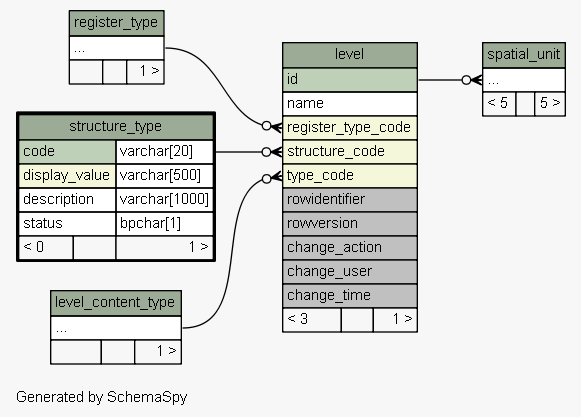 register_type
...
1 >
structure_type
code varchar[20]
display_value varchar[500]
description varchar[1000]
status bpchar[1]
< 0 1 >
level_content_type
...
1 >
level
id
name
register_type_code
structure_code
type_code
rowidentifier
rowversion
change_action
change_user
change_time
< 3 1 >
spatial_unit
...
< 5 5 >
Generated by SchemaSpy